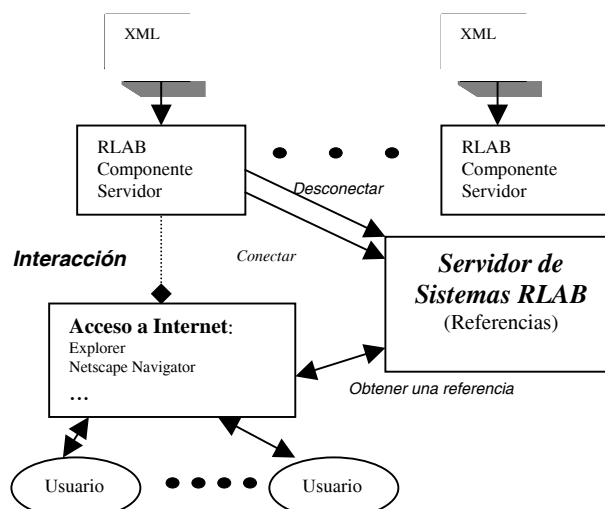 XML
XML
RLAB
Componente
Servidor
RLAB
Componente
Servidor
Desconectar
Interacción
Conectar
Servidor de
Sistemas RLAB
(Referencias)
Acceso a Internet:
Explorer
Netscape Navigator
...
Obtener una referencia
Usuario
Usuario